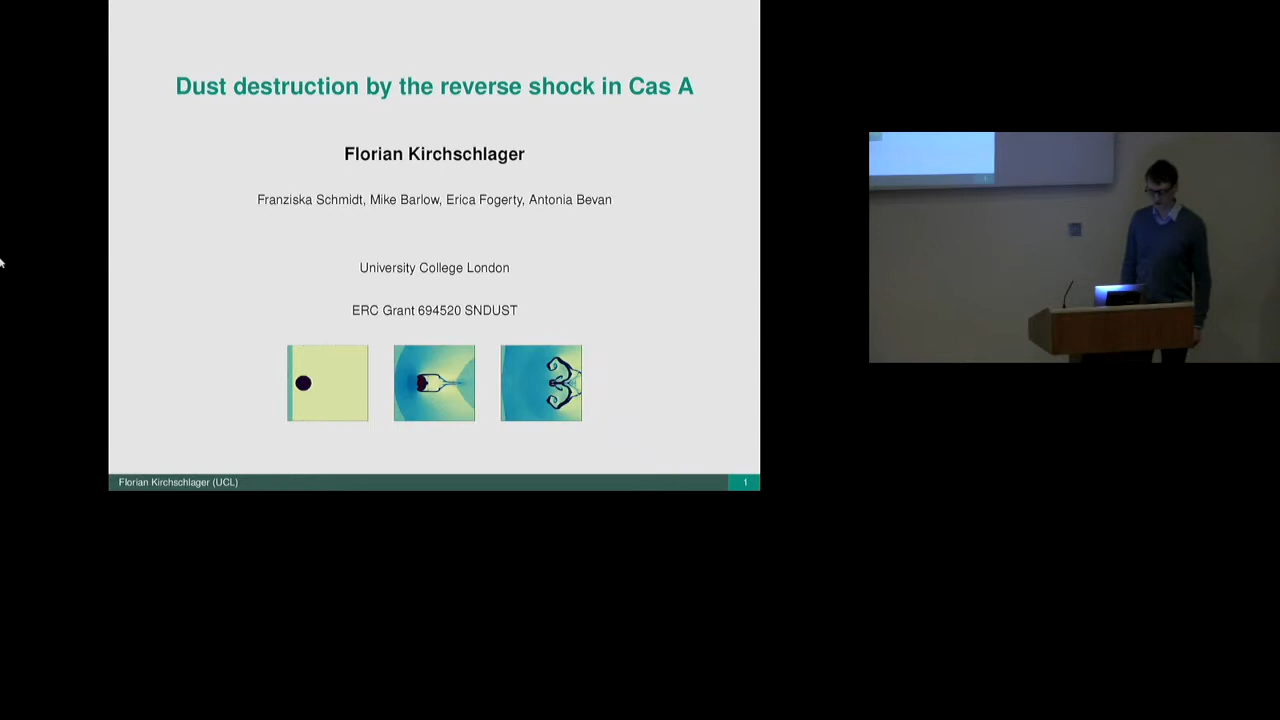 Dust destruction by the reverse shock in Cas A
Florian Kirchschlager
Franziska Schmidt, Mike Barlow, Erica Fogerty, Antonia Bevan
University College London
ERC Grant 694520 SNDUST
Florian Kirchschlager (UCL)
1